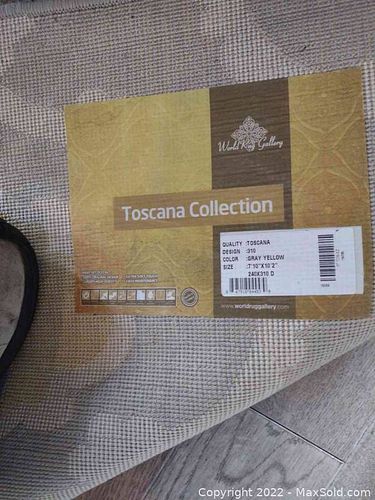 World Rug Gallery
Toscana Collection
QUALITY :TOSCANA
DESIGN :310
COLOR :GRAY YELLOW
SIZE :7'10"X10'2"
240X310 D
www.worldruggallery.com
© Copyright 2022 - MaxSold.com